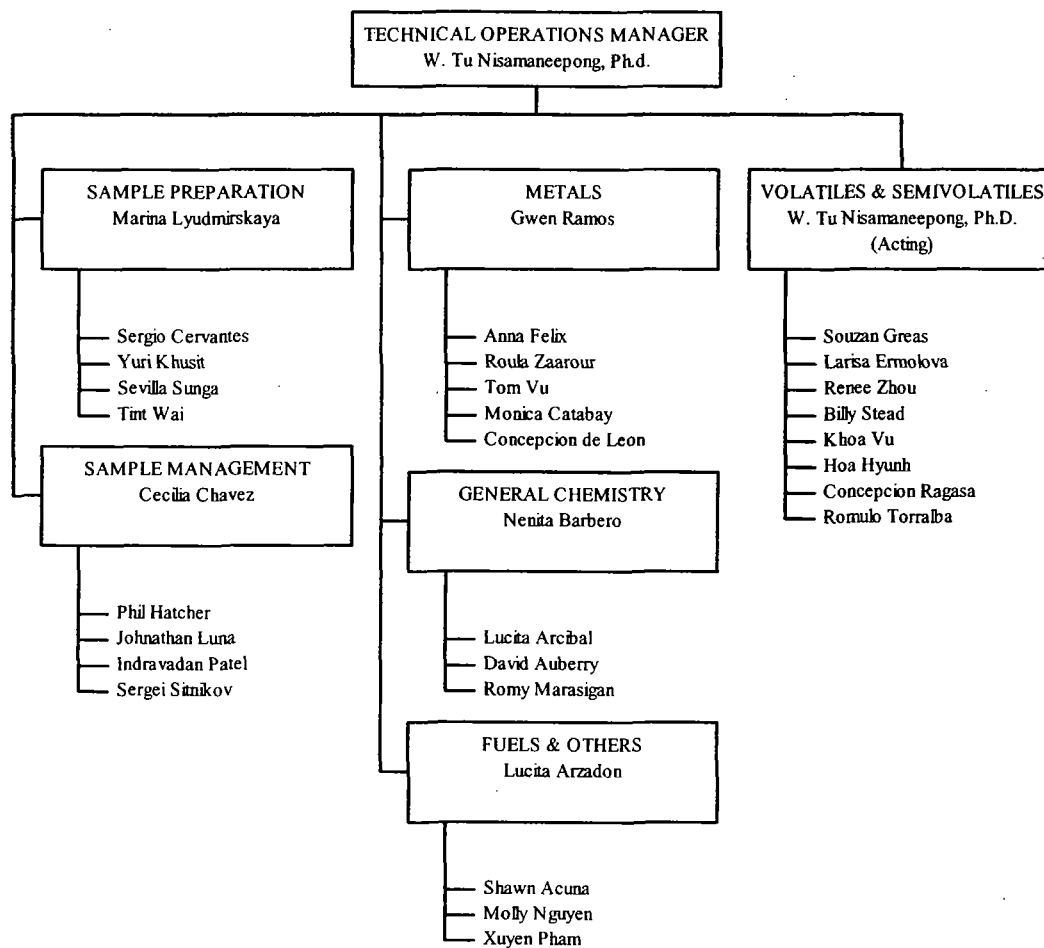 TECHNICAL OPERATIONS MANAGER
W. Tu Nisamaneepong, Ph.d.
SAMPLE PREPARATION
Marina Lyudmirskaya
Sergio Cervantes
Yuri Khusit
Sevilla Sunga
Tint Wai
SAMPLE MANAGEMENT
Cecilia Chavez
Phil Hatcher
Johnathan Luna
Indravadan Patel
Sergei Sitnikov
METALS
Gwen Ramos
Anna Felix
Roula Zaarour
Tom Vu
Monica Catabay
Concepcion de Leon
GENERAL CHEMISTRY
Nenita Barbero
Lucita Arcibal
David Auberry
Romy Marasigan
FUELS & OTHERS
Lucita Arzadon
Shawn Acuna
Molly Nguyen
Xuyen Pham
VOLATILES & SEMIVOLATILES
W. Tu Nisamaneepong, Ph.D.
(Acting)
Souzan Greas
Larisa Ermolova
Renee Zhou
Billy Stead
Khoa Vu
Hoa Hyunh
Concepcion Ragasa
Romulo Torralba